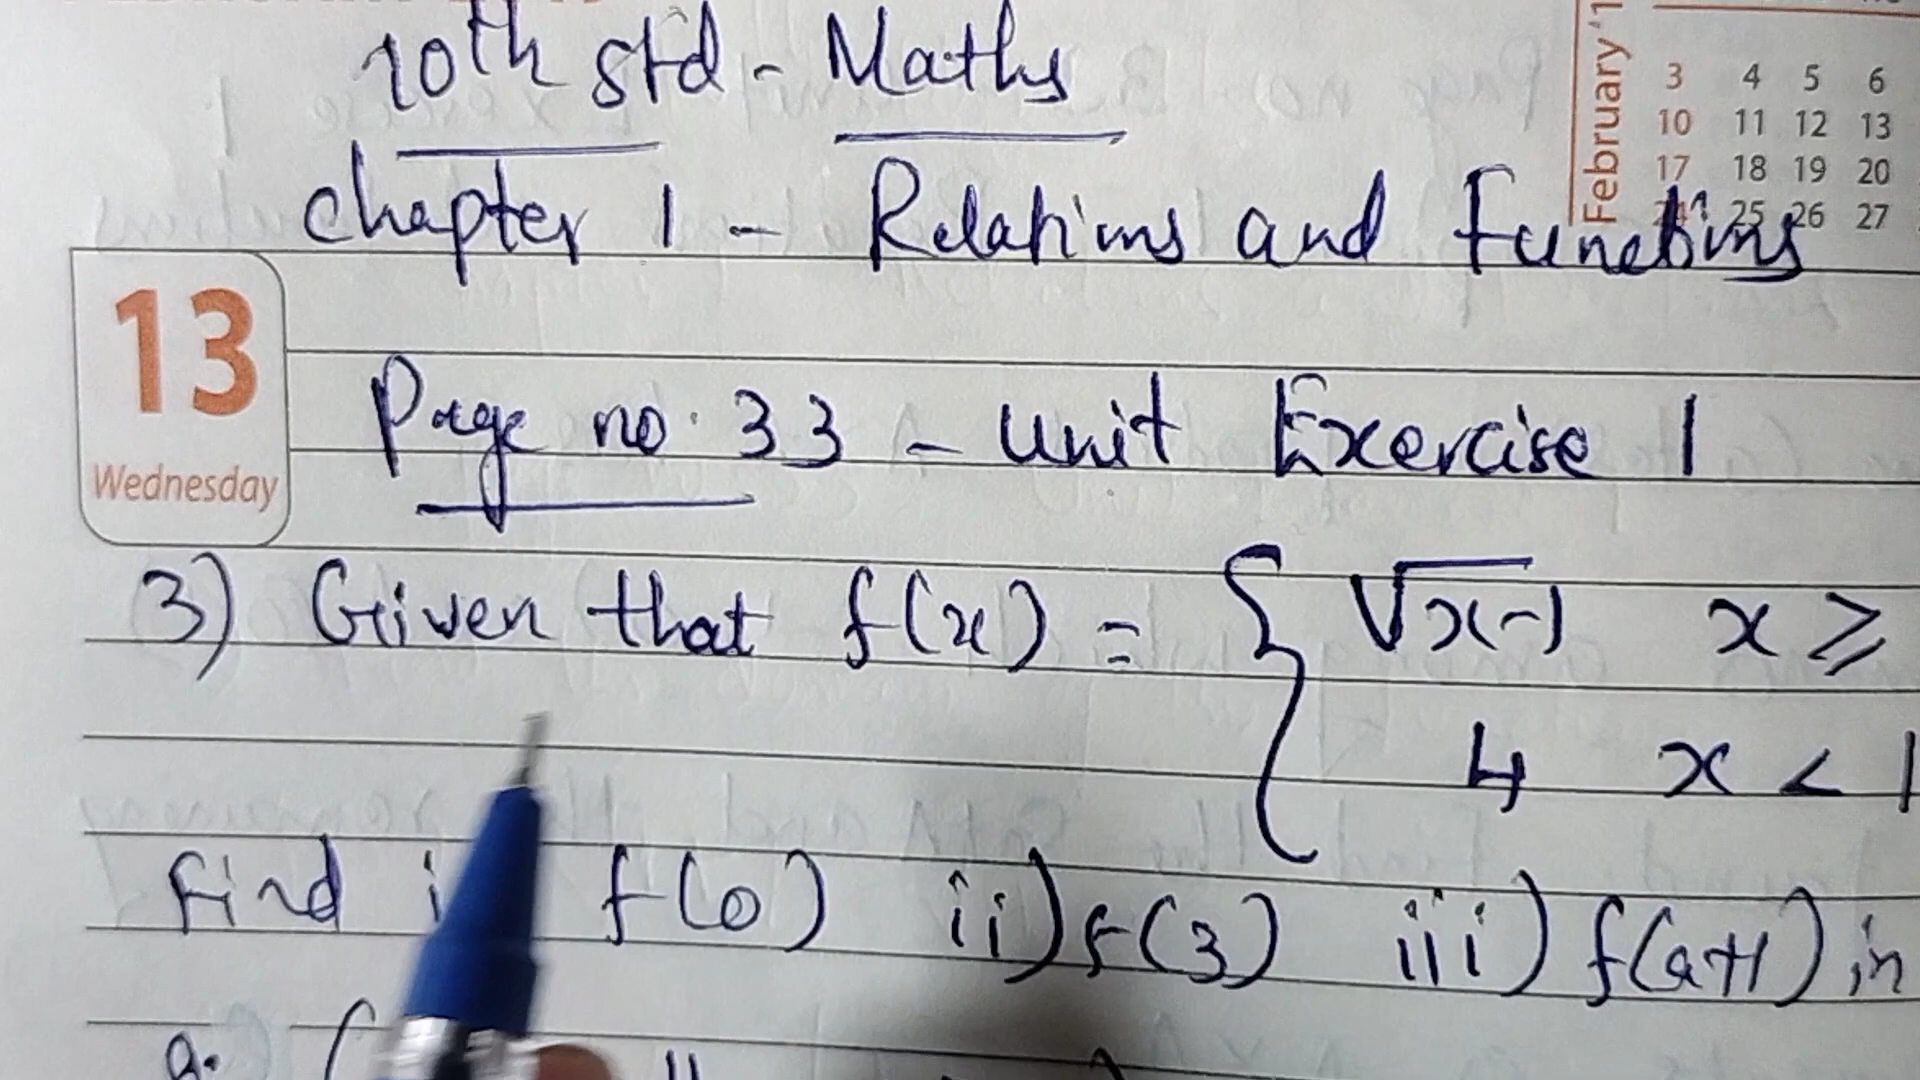 10th std - Maths
Chapter 1 - Relations and Functions
February '1
3 4 5 6
10 11 12 13
17 18 19 20
24 25 26 27
13
Wednesday
Page no. 33 - Unit Exercise 1
3) Given that f(x) = { √x-1 x ≥
4 x < 1
Find i f(0) ii) f(3) iii) f(a+1) in